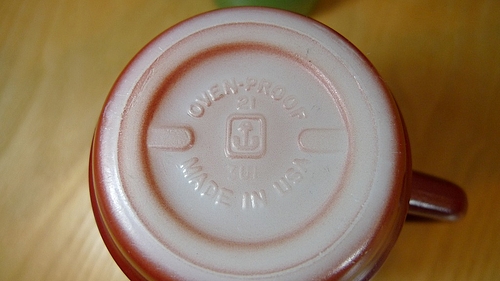 OVEN-PROOF
21
MADE IN USA